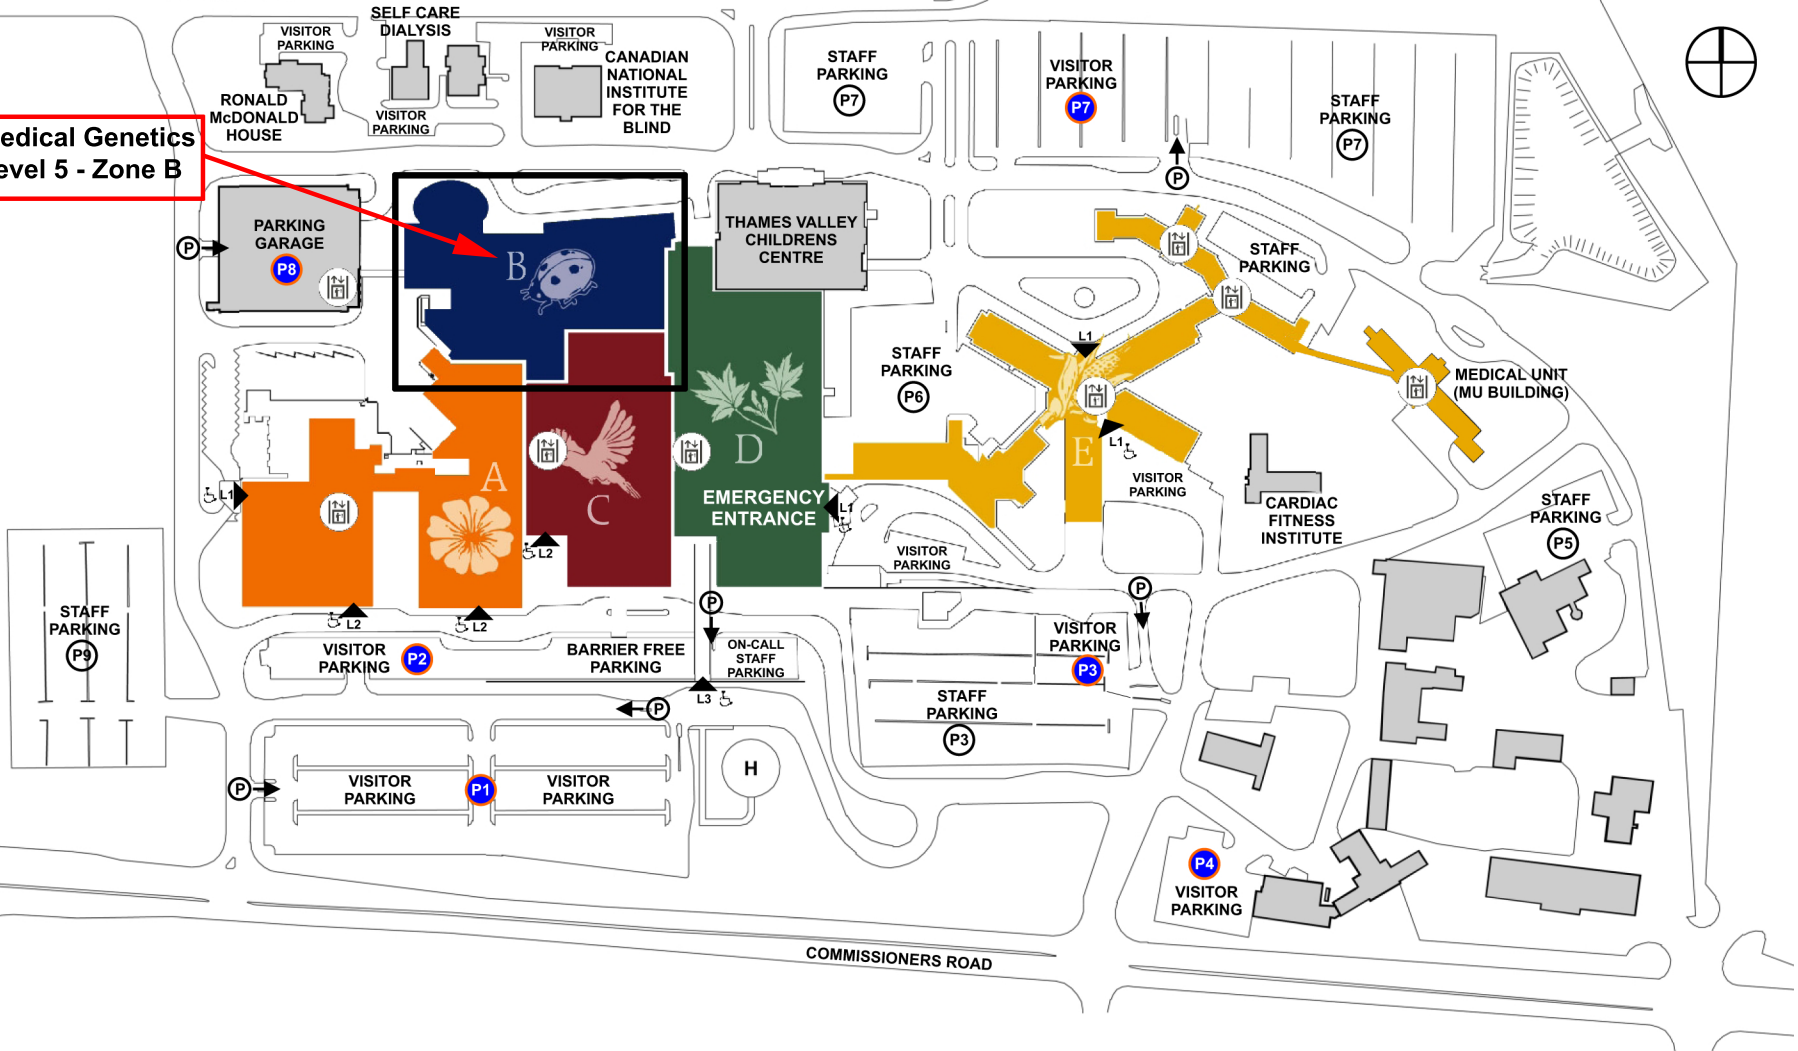 SELF CARE
DIALYSIS
VISITOR
PARKING
VISITOR
PARKING
CANADIAN
NATIONAL
INSTITUTE
FOR THE
BLIND
RONALD
McDONALD
HOUSE
VISITOR
PARKING
STAFF
PARKING
P7
VISITOR
PARKING
P7
STAFF
PARKING
P7
edical Genetics
evel 5 - Zone B
P
PARKING
GARAGE
P8
P
B
THAMES VALLEY
CHILDRENS
CENTRE
STAFF
PARKING
P
STAFF
PARKING
P6
L1
MEDICAL UNIT
(MU BUILDING)
A
C
D
E
L1
VISITOR
PARKING
L1
EMERGENCY
ENTRANCE
L1
CARDIAC
FITNESS
INSTITUTE
STAFF
PARKING
P5
L2
VISITOR
PARKING
STAFF
PARKING
P9
L2
L2
P
P
VISITOR
PARKING
P2
BARRIER FREE
PARKING
ON-CALL
STAFF
PARKING
VISITOR
PARKING
P3
L3
P
STAFF
PARKING
P3
P
VISITOR
PARKING
P1
VISITOR
PARKING
H
P4
VISITOR
PARKING
COMMISSIONERS ROAD